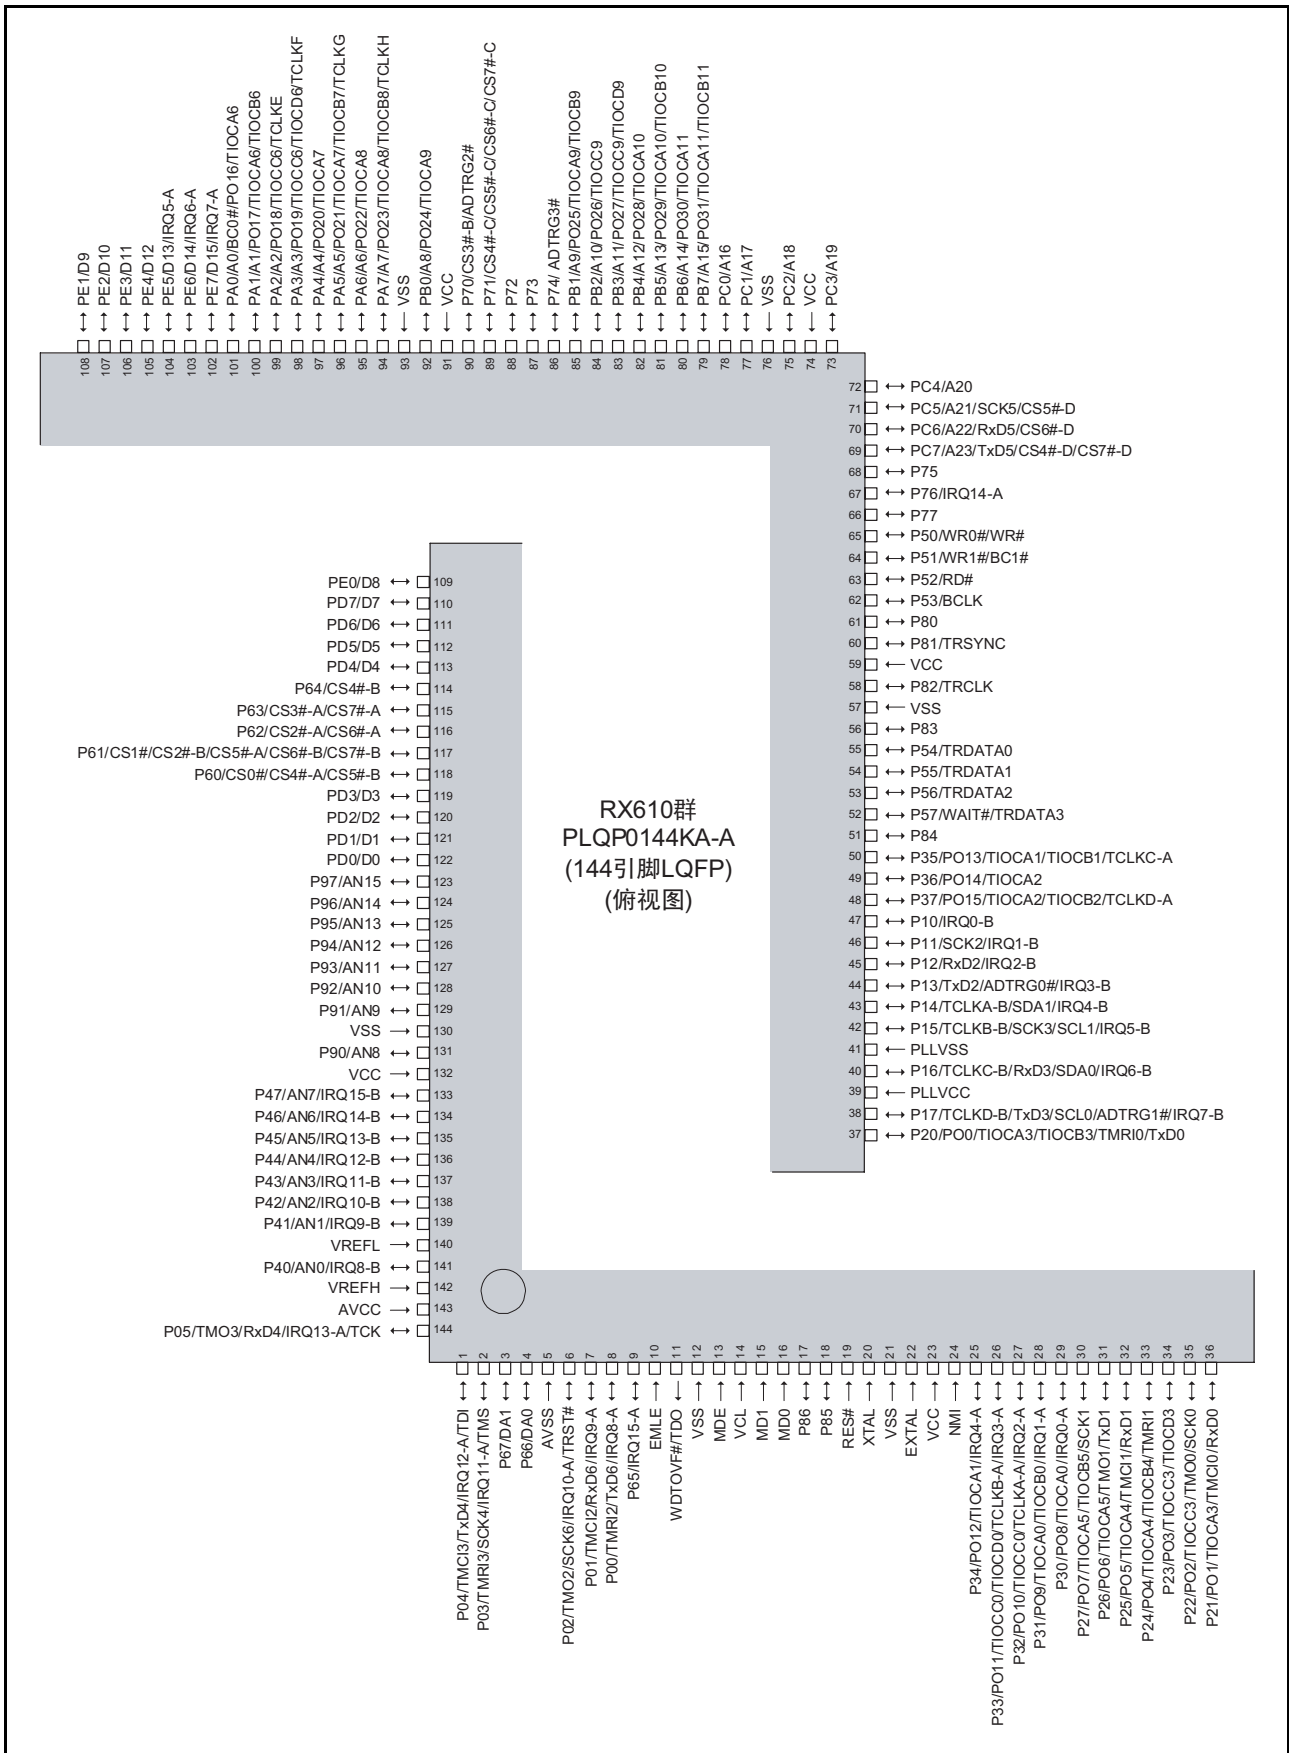 PE1/D9
PE2/D10
PE3/D11
PE4/D12
PE5/D13/IRQ5-A
PE6/D14/IRQ6-A
PE7/D15/IRQ7-A
PA0/A0/BC0#/PO16/TIOCA6
PA1/A1/PO17/TIOCA6/TIOCB6
PA2/A2/PO18/TIOCC6/TCLKE
PA3/A3/PO19/TIOCC6/TIOCD6/TCLKF
PA4/A4/PO20/TIOCA7
PA5/A5/PO21/TIOCA7/TIOCB7/TCLKG
PA6/A6/PO22/TIOCA8
PA7/A7/PO23/TIOCA8/TIOCB8/TCLKH
VSS
PB0/A8/PO24/TIOCA9
VCC
P70/CS3#-B/ADTRG2#
P71/CS4#-C/CS5#-C/CS6#-C/CS7#-C
P72
P73
P74/ ADTRG3#
PB1/A9/PO25/TIOCA9/TIOCB9
PB2/A10/PO26/TIOCC9
PB3/A11/PO27/TIOCC9/TIOCD9
PB4/A12/PO28/TIOCA10
PB5/A13/PO29/TIOCA10/TIOCB10
PB6/A14/PO30/TIOCA11
PB7/A15/PO31/TIOCA11/TIOCB11
PC0/A16
PC1/A17
VSS
PC2/A18
VCC
PC3/A19
108
107
106
105
104
103
102
101
100
99
98
97
96
95
94
93
92
91
90
89
88
87
86
85
84
83
82
81
80
79
78
77
76
75
74
73
72 PC4/A20
71 PC5/A21/SCK5/CS5#-D
70 PC6/A22/RxD5/CS6#-D
69 PC7/A23/TxD5/CS4#-D/CS7#-D
68 P75
67 P76/IRQ14-A
66 P77
65 P50/WR0#/WR#
64 P51/WR1#/BC1#
63 P52/RD#
62 P53/BCLK
61 P80
60 P81/TRSYNC
59 VCC
58 P82/TRCLK
57 VSS
56 P83
55 P54/TRDATA0
54 P55/TRDATA1
53 P56/TRDATA2
52 P57/WAIT#/TRDATA3
51 P84
50 P35/PO13/TIOCA1/TIOCB1/TCLKC-A
49 P36/PO14/TIOCA2
48 P37/PO15/TIOCA2/TIOCB2/TCLKD-A
47 P10/IRQ0-B
46 P11/SCK2/IRQ1-B
45 P12/RxD2/IRQ2-B
44 P13/TxD2/ADTRG0#/IRQ3-B
43 P14/TCLKA-B/SDA1/IRQ4-B
42 P15/TCLKB-B/SCK3/SCL1/IRQ5-B
41 PLLVSS
40 P16/TCLKC-B/RxD3/SDA0/IRQ6-B
39 PLLVCC
38 P17/TCLKD-B/TxD3/SCL0/ADTRG1#/IRQ7-B
37 P20/PO0/TIOCA3/TIOCB3/TMRI0/TxD0
PE0/D8 109
PD7/D7 110
PD6/D6 111
PD5/D5 112
PD4/D4 113
P64/CS4#-B 114
P63/CS3#-A/CS7#-A 115
P62/CS2#-A/CS6#-A 116
P61/CS1#/CS2#-B/CS5#-A/CS6#-B/CS7#-B 117
P60/CS0#/CS4#-A/CS5#-B 118
PD3/D3 119
PD2/D2 120
PD1/D1 121
PD0/D0 122
P97/AN15 123
P96/AN14 124
P95/AN13 125
P94/AN12 126
P93/AN11 127
P92/AN10 128
P91/AN9 129
VSS 130
P90/AN8 131
VCC 132
P47/AN7/IRQ15-B 133
P46/AN6/IRQ14-B 134
P45/AN5/IRQ13-B 135
P44/AN4/IRQ12-B 136
P43/AN3/IRQ11-B 137
P42/AN2/IRQ10-B 138
P41/AN1/IRQ9-B 139
VREFL 140
P40/AN0/IRQ8-B 141
VREFH 142
AVCC 143
P05/TMO3/RxD4/IRQ13-A/TCK 144
RX610群
PLQP0144KA-A
(144引脚LQFP)
(俯视图)
1
2
3
4
5
6
7
8
9
10
11
12
13
14
15
16
17
18
19
20
21
22
23
24
25
26
27
28
29
30
31
32
33
34
35
36
P04/TMCI3/TxD4/IRQ12-A/TDI
P03/TMRI3/SCK4/IRQ11-A/TMS
P67/DA1
P66/DA0
AVSS
P02/TMO2/SCK6/IRQ10-A/TRST#
P01/TMCI2/RxD6/IRQ9-A
P00/TMRI2/TxD6/IRQ8-A
P65/IRQ15-A
EMLE
WDTOVF#/TDO
VSS
MDE
VCL
MD1
MD0
P86
P85
RES#
XTAL
VSS
EXTAL
VCC
NMI
P34/PO12/TIOCA1/IRQ4-A
P33/PO11/TIOCC0/TIOCD0/TCLKB-A/IRQ3-A
P32/PO10/TIOCC0/TCLKA-A/IRQ2-A
P31/PO9/TIOCA0/TIOCB0/IRQ1-A
P30/PO8/TIOCA0/IRQ0-A
P27/PO7/TIOCA5/TIOCB5/SCK1
P26/PO6/TIOCA5/TMO1/TxD1
P25/PO5/TIOCA4/TMCI1/RxD1
P24/PO4/TIOCA4/TIOCB4/TMRI1
P23/PO3/TIOCC3/TIOCD3
P22/PO2/TIOCC3/TMO0/SCK0
P21/PO1/TIOCA3/TMCI0/RxD0